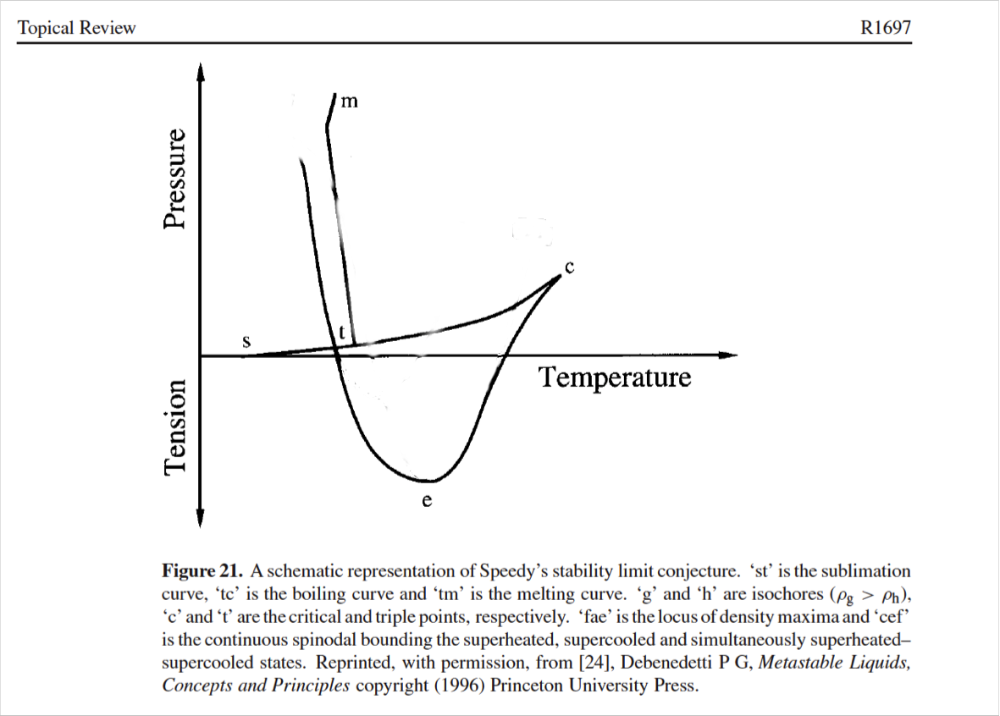 Topical Review R1697
m
Pressure
c
t
s
Temperature
Tension
e
Figure 21. A schematic representation of Speedy’s stability limit conjecture. ‘st’ is the sublimation
curve, ‘tc’ is the boiling curve and ‘tm’ is the melting curve. ‘g’ and ‘h’ are isochores (ρg > ρh),
‘c’ and ‘t’ are the critical and triple points, respectively. ‘fae’ is the locus of density maxima and ‘cef’
is the continuous spinodal bounding the superheated, supercooled and simultaneously superheated–
supercooled states. Reprinted, with permission, from [24], Debenedetti P G, Metastable Liquids,
Concepts and Principles copyright (1996) Princeton University Press.